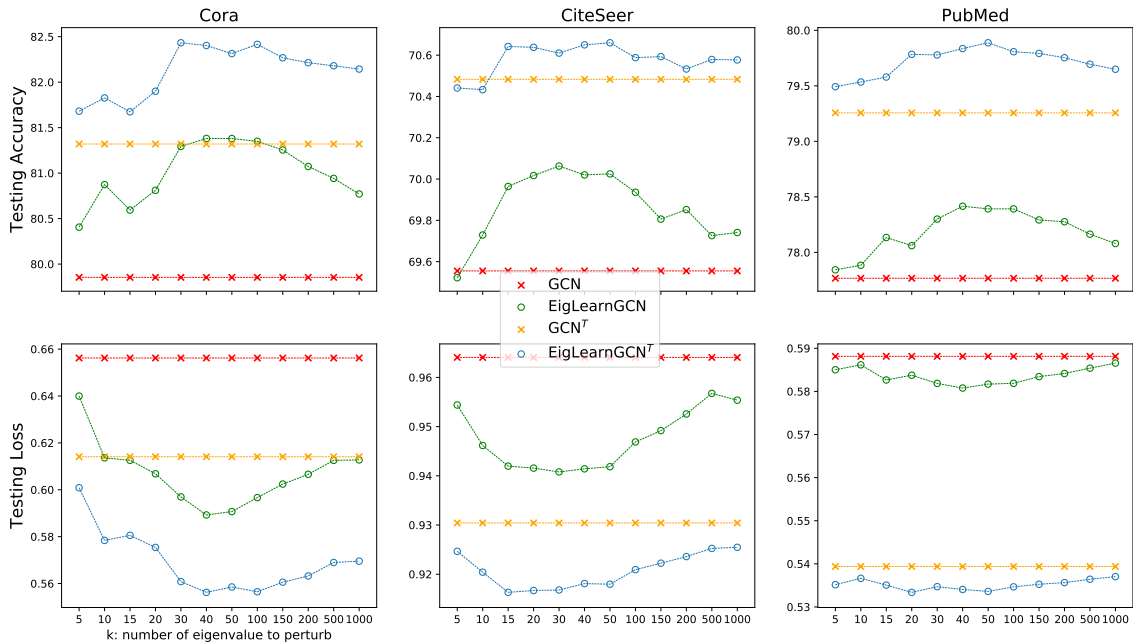 Cora
CiteSeer
PubMed
Testing Accuracy
82.5
82.0
81.5
81.0
80.5
80.0
70.6
70.4
70.2
70.0
69.8
69.6
80.0
79.5
79.0
78.5
78.0
GCN
EigLearnGCN
GCN^T
EigLearnGCN^T
Testing Loss
0.66
0.64
0.62
0.60
0.58
0.56
0.96
0.95
0.94
0.93
0.92
0.59
0.58
0.57
0.56
0.55
0.54
0.53
5 10 15 20 30 40 50 100 150 200 500 1000
5 10 15 20 30 40 50 100 150 200 500 1000
5 10 15 20 30 40 50 100 150 200 500 1000
k: number of eigenvalue to perturb